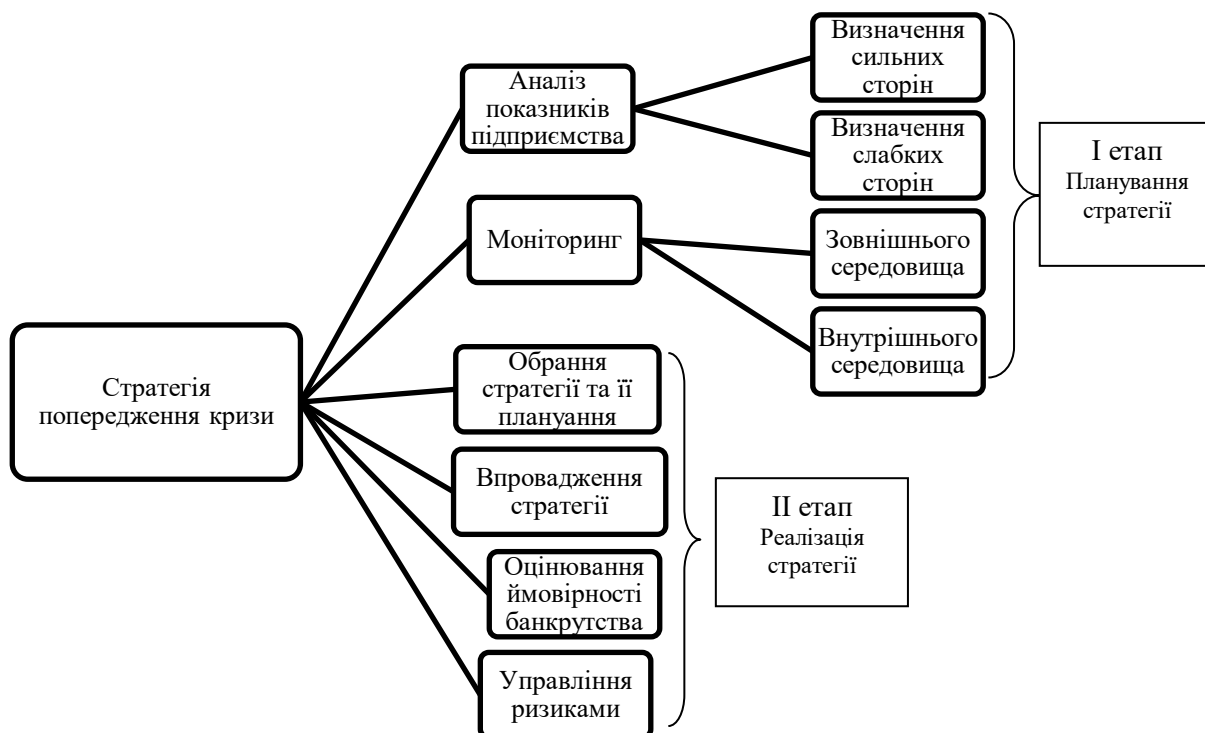 Стратегія
попередження кризи
Аналіз
показників
підприємства
Визначення
сильних
сторін
Визначення
слабких
сторін
Моніторинг
Зовнішнього
середовища
Внутрішнього
середовища
І етап
Планування
стратегії
Обрання
стратегії та її
плануання
Впровадження
стратегії
Оцінювання
ймовірності
банкрутства
Управління
ризиками
ІІ етап
Реалізація
стратегії